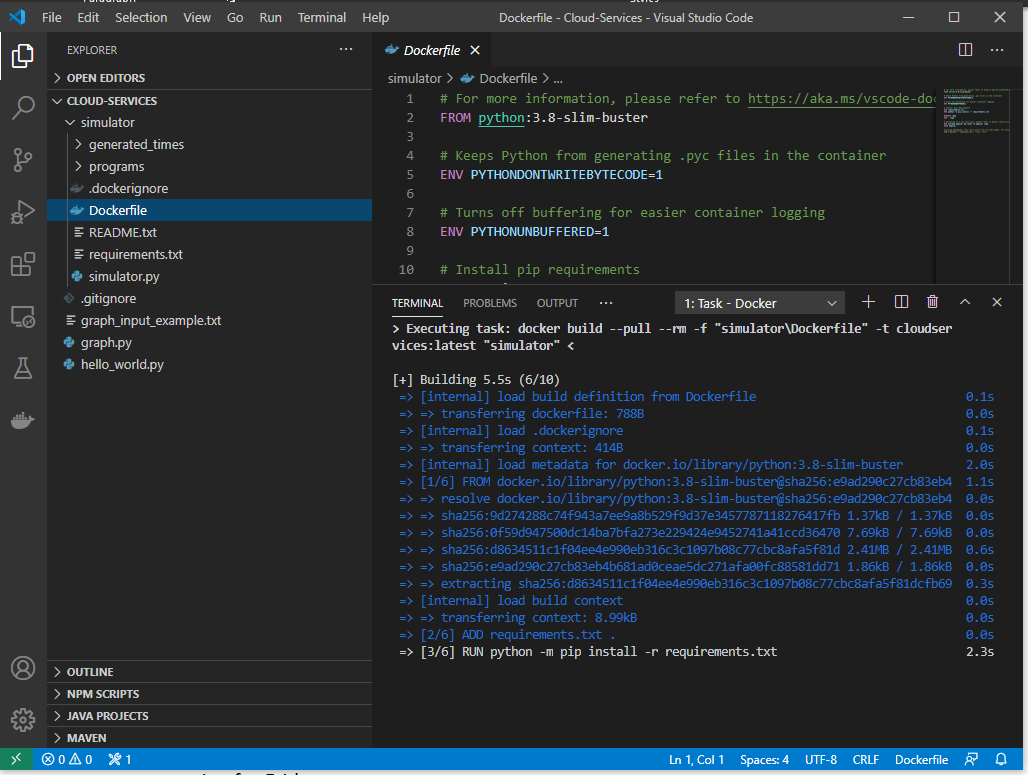 File Edit Selection View Go Run Terminal Help Dockerfile - Cloud-Services - Visual Studio Code
EXPLORER
OPEN EDITORS
CLOUD-SERVICES
simulator
generated_times
programs
.dockerignore
Dockerfile
README.txt
requirements.txt
simulator.py
.gitignore
graph_input_example.txt
graph.py
hello_world.py
OUTLINE
NPM SCRIPTS
JAVA PROJECTS
MAVEN
Dockerfile
simulator > Dockerfile > ...
1 # For more information, please refer to https://aka.ms/vscode-doc
2 FROM python:3.8-slim-buster
3
4 # Keeps Python from generating .pyc files in the container
5 ENV PYTHONDONTWRITEBYTECODE=1
6
7 # Turns off buffering for easier container logging
8 ENV PYTHONUNBUFFERED=1
9
10 # Install pip requirements
TERMINAL PROBLEMS OUTPUT ··· 1: Task - Docker
> Executing task: docker build --pull --rm -f "simulator\Dockerfile" -t cloudser
vices:latest "simulator" <
[+] Building 5.5s (6/10)
=> [internal] load build definition from Dockerfile 0.1s
=> => transferring dockerfile: 788B 0.0s
=> [internal] load .dockerignore 0.1s
=> => transferring context: 414B 0.0s
=> [internal] load metadata for docker.io/library/python:3.8-slim-buster 2.0s
=> [1/6] FROM docker.io/library/python:3.8-slim-buster@sha256:e9ad290c27cb83eb4 1.1s
=> => resolve docker.io/library/python:3.8-slim-buster@sha256:e9ad290c27cb83eb4 0.0s
=> => sha256:9d274288c74f943a7ee9a8b529f9d37e3457787118276417fb 1.37kB / 1.37kB 0.0s
=> => sha256:0f59d947500dc14ba7bfa273e229424e9452741a41ccd36470 7.69kB / 7.69kB 0.0s
=> => sha256:d8634511c1f04ee4e990eb316c3c1097b08c77cbc8afa5f81d 2.41MB / 2.41MB 0.6s
=> => sha256:e9ad290c27cb83eb4b681ad0ceae5dc271afa00fc88581dd71 1.86kB / 1.86kB 0.0s
=> => extracting sha256:d8634511c1f04ee4e990eb316c3c1097b08c77cbc8afa5f81dcfb69 0.3s
=> [internal] load build context 0.0s
=> => transferring context: 8.99kB 0.0s
=> [2/6] ADD requirements.txt . 0.0s
=> [3/6] RUN python -m pip install -r requirements.txt 2.3s
0 0 1 Ln 1, Col 1 Spaces: 4 UTF-8 CRLF Dockerfile